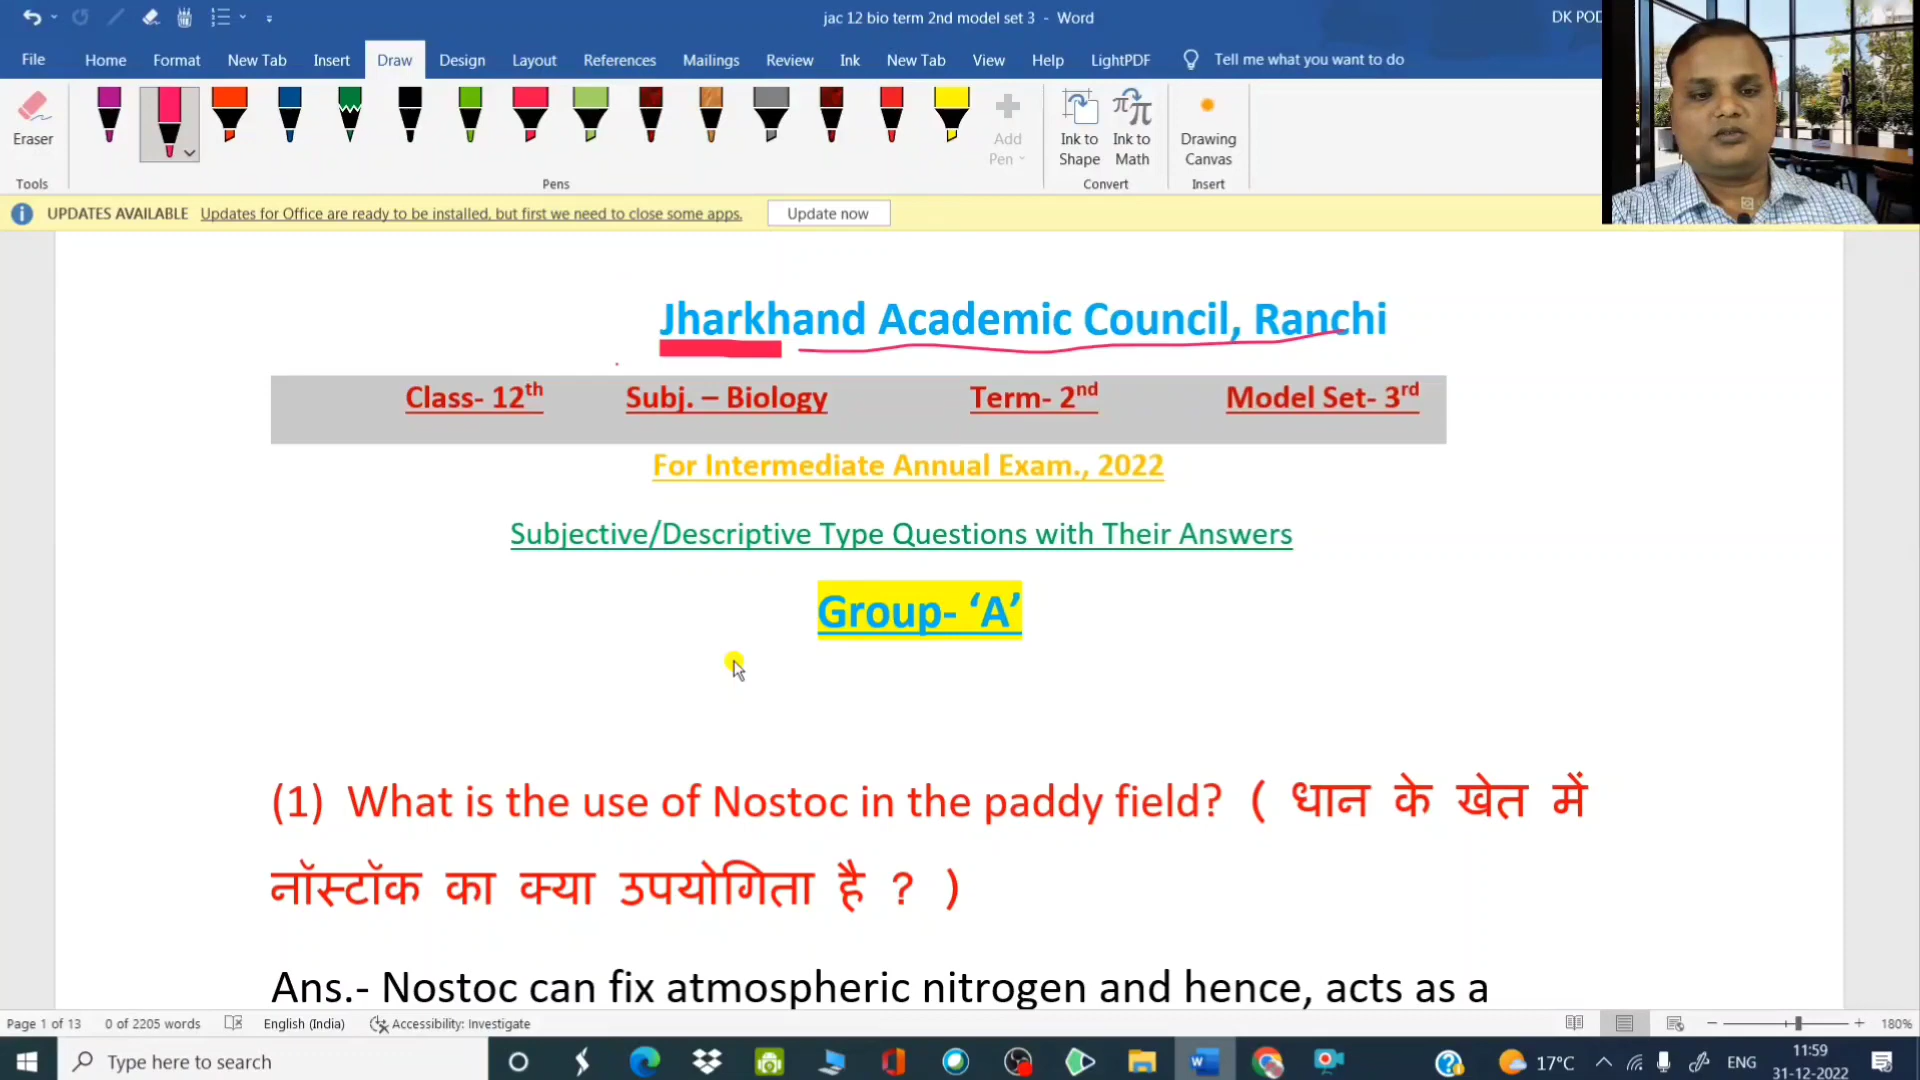 jac 12 bio term 2nd model set 3 - Word
DK POD
File Home Format New Tab Insert Draw Design Layout References Mailings Review Ink New Tab View Help LightPDF Tell me what you want to do
Eraser
Add Pen
Ink to Shape
Ink to Math
Drawing Canvas
Tools Pens Convert Insert
UPDATES AVAILABLE Updates for Office are ready to be installed, but first we need to close some apps. Update now
Jharkhand Academic Council, Ranchi
Class- 12th Subj. – Biology Term- 2nd Model Set- 3rd
For Intermediate Annual Exam., 2022
Subjective/Descriptive Type Questions with Their Answers
Group- ‘A’
(1) What is the use of Nostoc in the paddy field? ( धान के खेत में
नॉस्टॉक का क्या उपयोगिता है ? )
Ans.- Nostoc can fix atmospheric nitrogen and hence, acts as a
Page 1 of 13 0 of 2205 words English (India) Accessibility: Investigate 180%
Type here to search 17°C ENG 11:59
31-12-2022